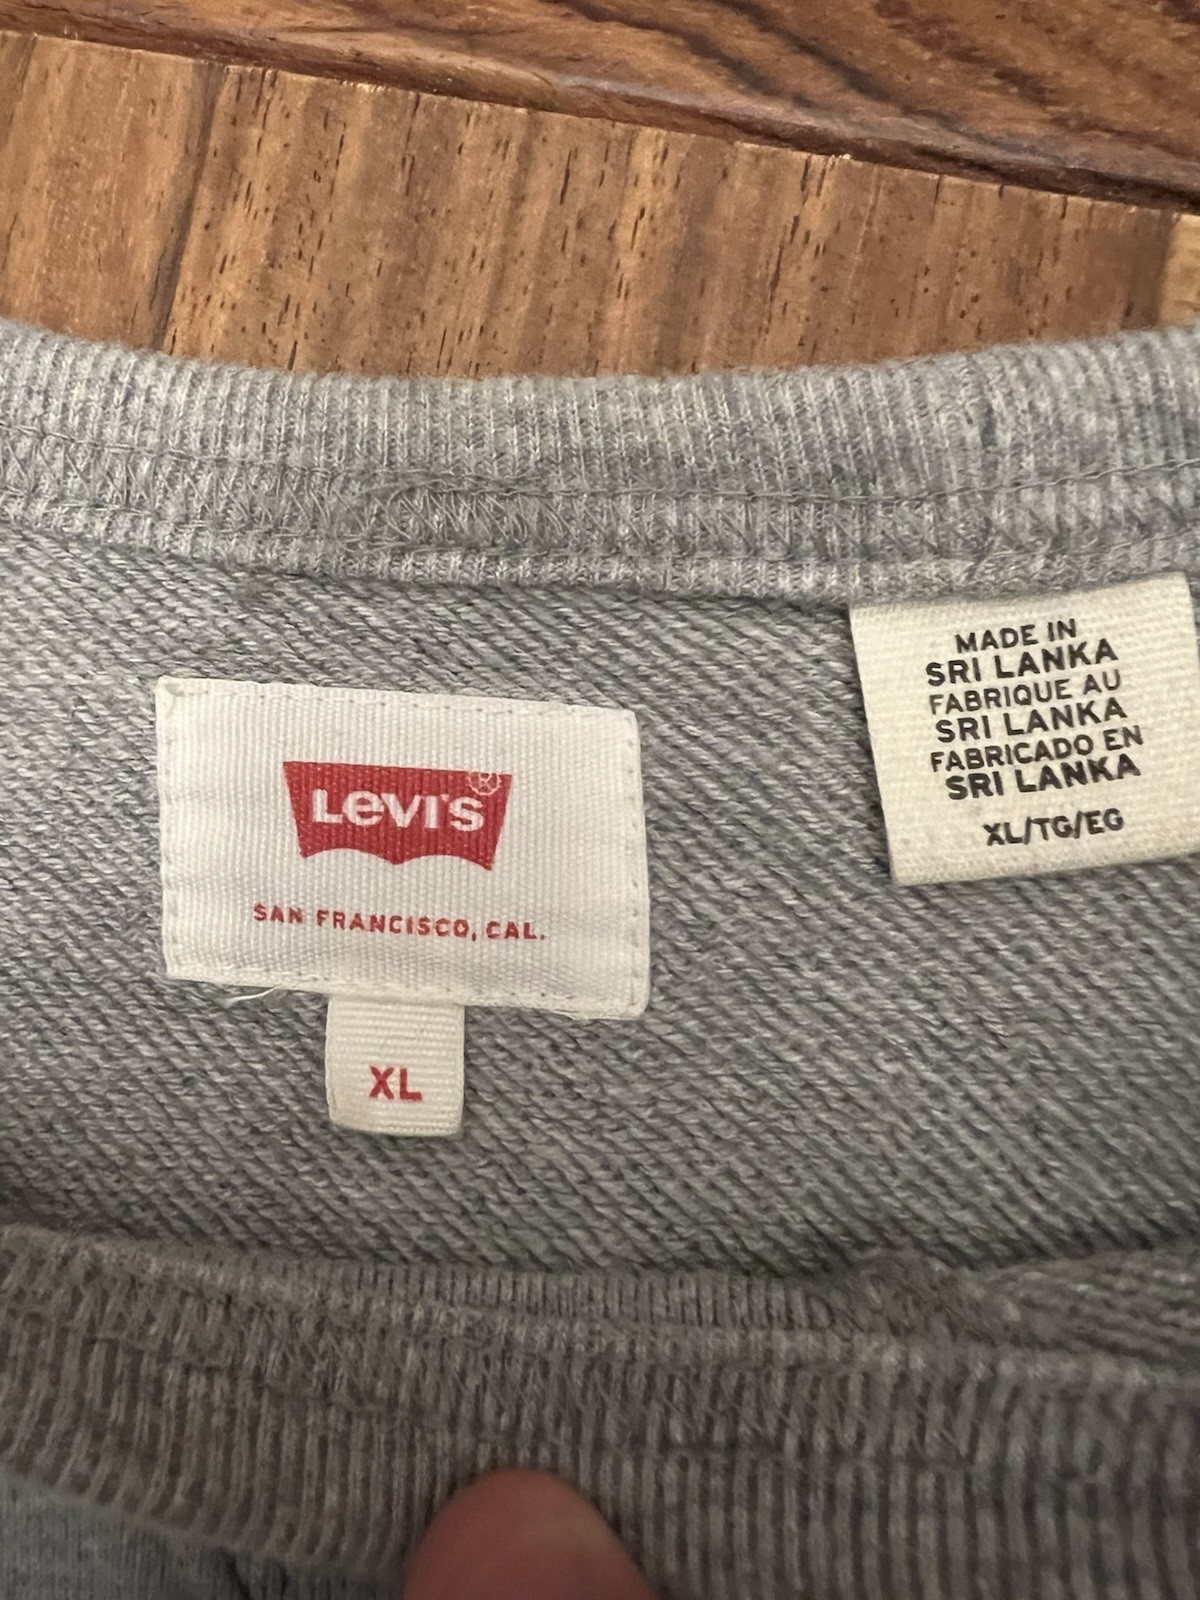 LEVI'S®
SAN FRANCISCO, CAL.
XL
MADE IN
SRI LANKA
FABRIQUE AU
SRI LANKA
FABRICADO EN
SRI LANKA
XL/TG/EG